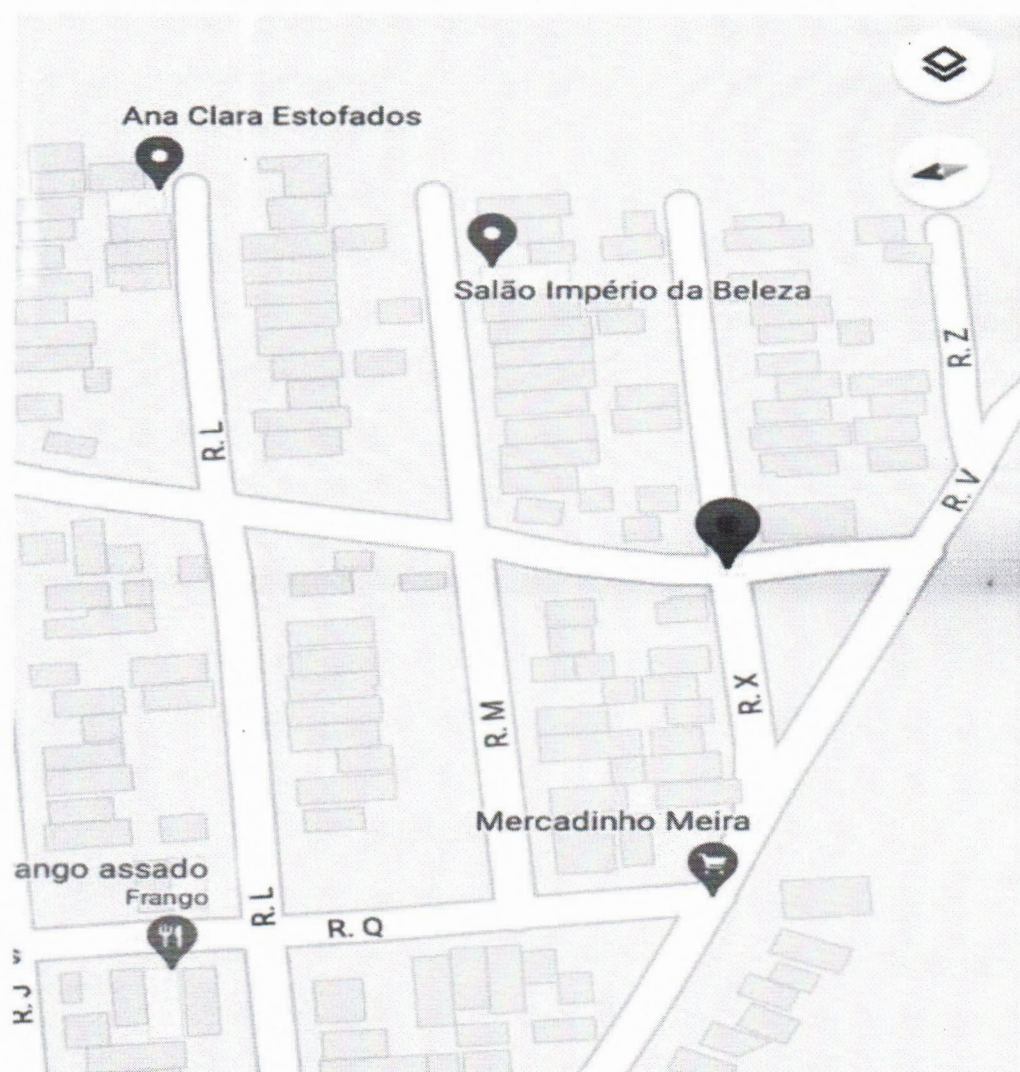 Ana Clara Estofados
Salão Império da Beleza
R. Z
R. L
R. V
R. X
R. M
Mercadinho Meira
ango assado
Frango
R. L
R. Q
R. J